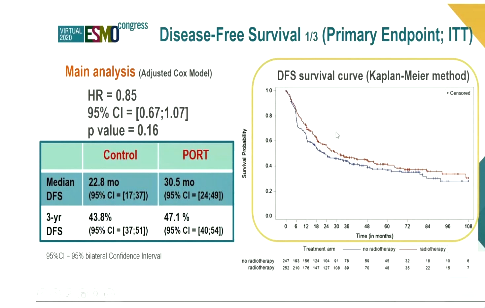 VIRTUAL
2020
ESMO congress
Disease-Free Survival 1/3 (Primary Endpoint; ITT)
Main analysis (Adjusted Cox Model)
HR = 0.85
95% CI = [0.67;1.07]
p value = 0.16
Control PORT
Median DFS 22.8 mo 30.5 mo
(95% CI = [17;37]) (95% CI = [24;49])
3-yr DFS 43.8% 47.1 %
(95% CI = [37;51]) (95% CI = [40;54])
95%CI – 95% bilateral Confidence Interval
DFS survival curve (Kaplan-Meier method)
+ Censored
Survival Probability
1.0
0.8
0.6
0.4
0.2
0.0
0 6 12 18 24 30 36 48 60 72 84 96 108
Time (in months)
Treatment arm no radiotherapy radiotherapy
no radiotherapy
radiotherapy